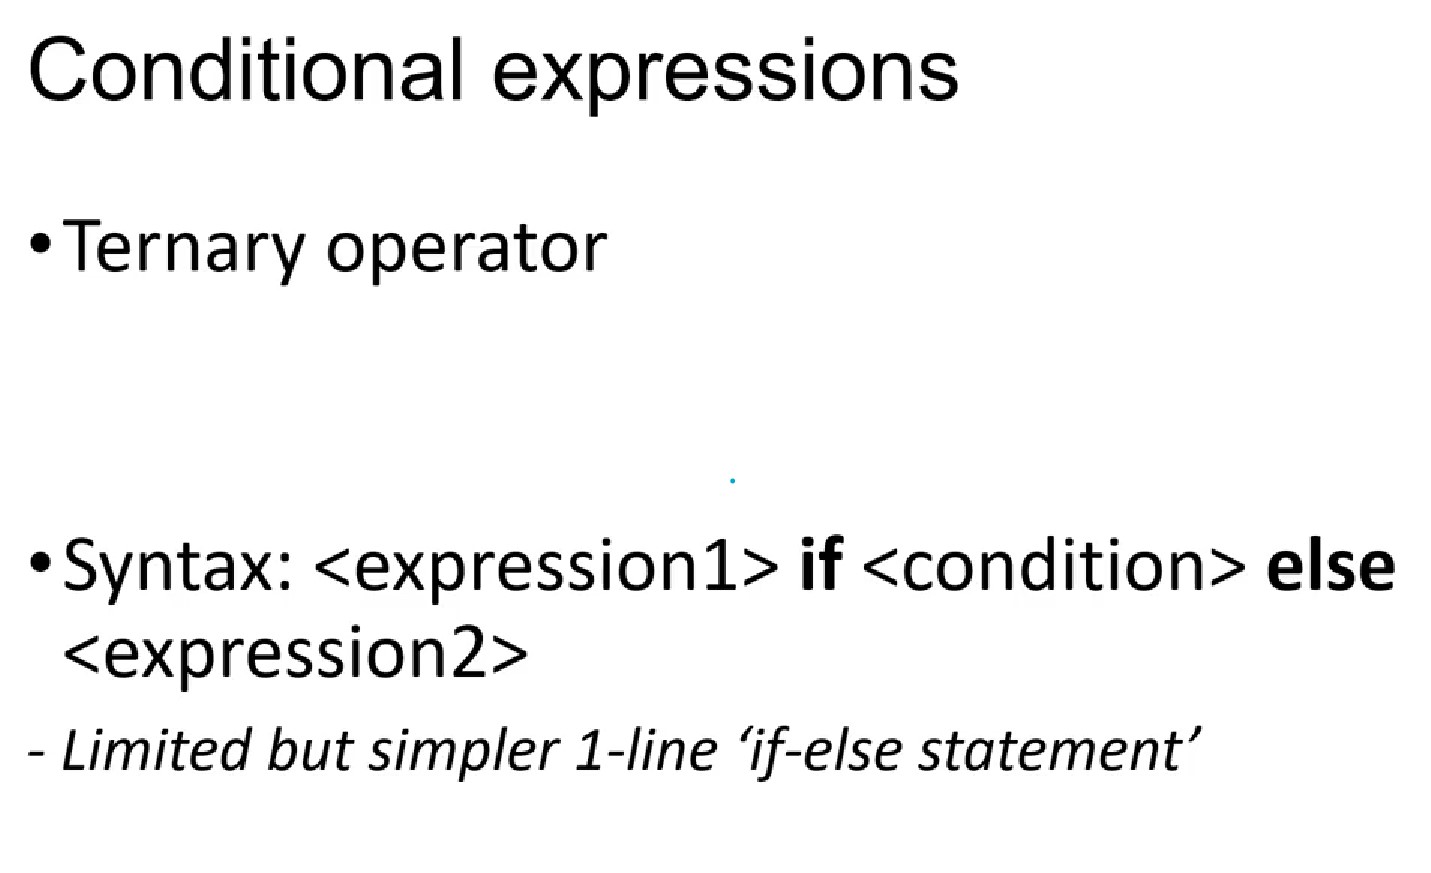 Conditional expressions
• Ternary operator
• Syntax: <expression1> if <condition> else
<expression2>
- Limited but simpler 1-line ‘if-else statement’